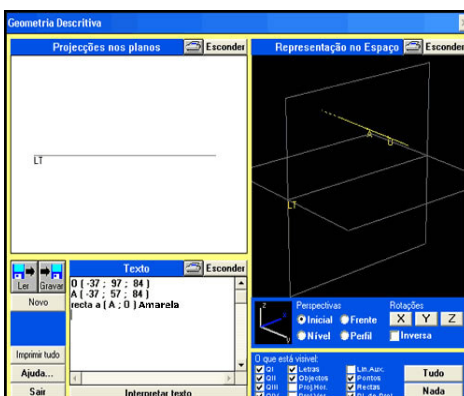 Geometria Descritiva
Projecções nos planos
Esconder
LT
Representação no Espaço
Esconder
A
LT
Ler
Gravar
Novo
Imprimir tudo
Ajuda...
Sair
Texto
Esconder
O ( -37 ; 97 ; 84 )
A ( -37 ; 57 ; 84 )
recta a ( A ; O ) Amarela
Interpretar texto
z
Perspectivas
Inicial
Frente
Nível
Perfil
Rotações
X Y Z
Inversa
O que está visível:
QI
Letras
Lin.Aux.
QII
Objectos
Pontos
QIII
Proj.Hor.
Rectas
Tudo
Nada